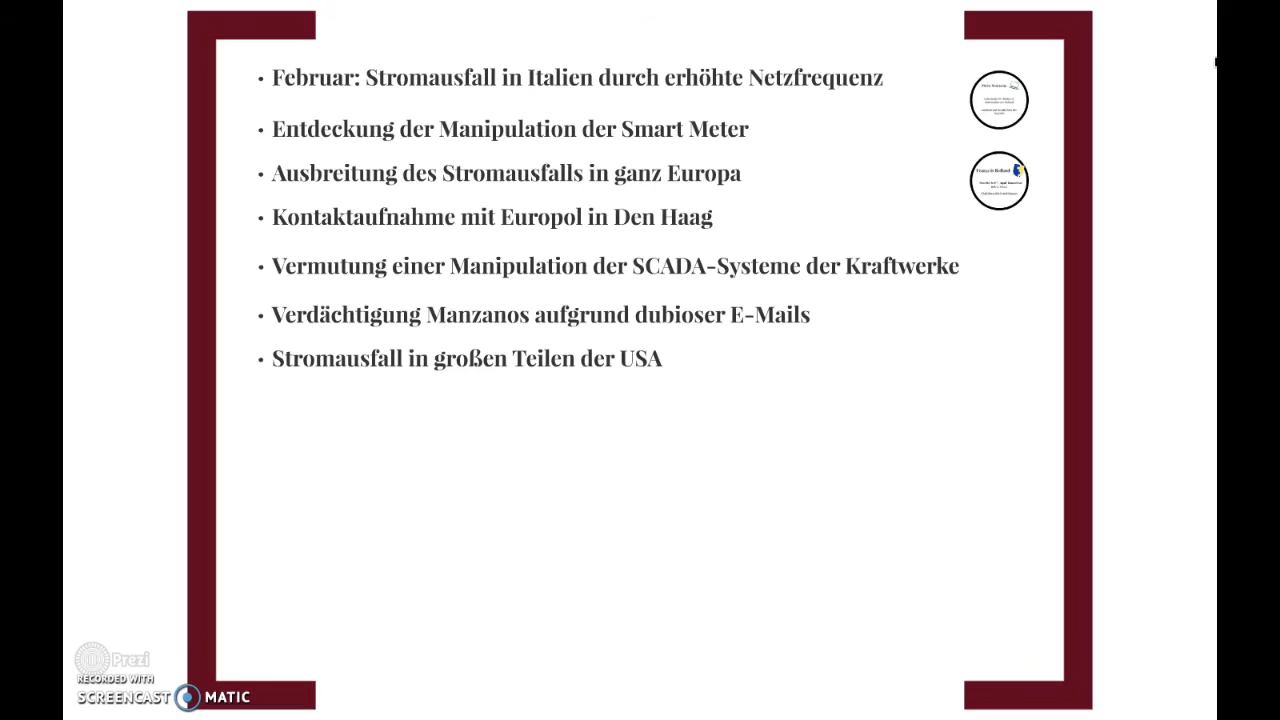 • Februar: Stromausfall in Italien durch erhöhte Netzfrequenz
• Entdeckung der Manipulation der Smart Meter
• Ausbreitung des Stromausfalls in ganz Europa
• Kontaktaufnahme mit Europol in Den Haag
• Vermutung einer Manipulation der SCADA-Systeme der Kraftwerke
• Verdächtigung Manzanos aufgrund dubioser E-Mails
• Stromausfall in großen Teilen der USA
Prezi
RECORDED WITH
SCREENCAST MATIC